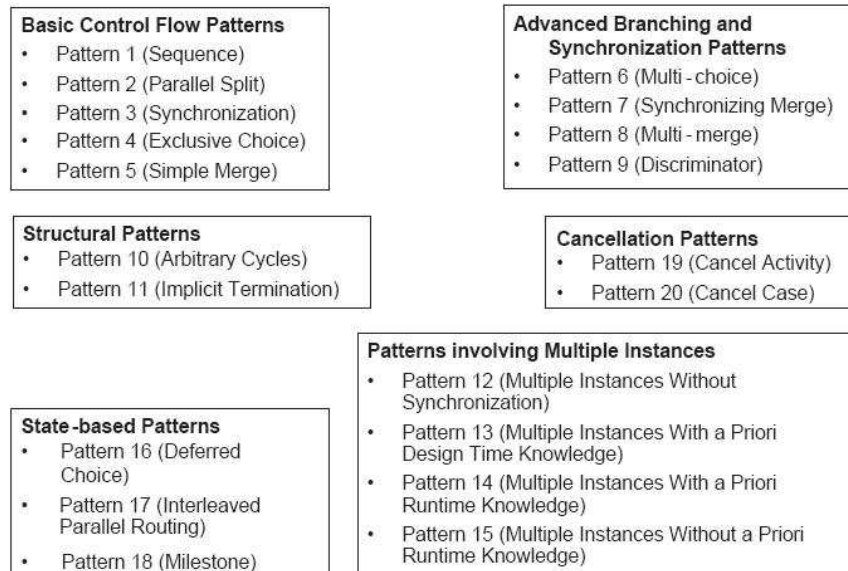 Basic Control Flow Patterns
• Pattern 1 (Sequence)
• Pattern 2 (Parallel Split)
• Pattern 3 (Synchronization)
• Pattern 4 (Exclusive Choice)
• Pattern 5 (Simple Merge)
Advanced Branching and
Synchronization Patterns
• Pattern 6 (Multi - choice)
• Pattern 7 (Synchronizing Merge)
• Pattern 8 (Multi - merge)
• Pattern 9 (Discriminator)
Structural Patterns
• Pattern 10 (Arbitrary Cycles)
• Pattern 11 (Implicit Termination)
Cancellation Patterns
• Pattern 19 (Cancel Activity)
• Pattern 20 (Cancel Case)
Patterns involving Multiple Instances
• Pattern 12 (Multiple Instances Without
Synchronization)
• Pattern 13 (Multiple Instances With a Priori
Design Time Knowledge)
• Pattern 14 (Multiple Instances With a Priori
Runtime Knowledge)
• Pattern 15 (Multiple Instances Without a Priori
Runtime Knowledge)
State-based Patterns
• Pattern 16 (Deferred
Choice)
• Pattern 17 (Interleaved
Parallel Routing)
• Pattern 18 (Milestone)